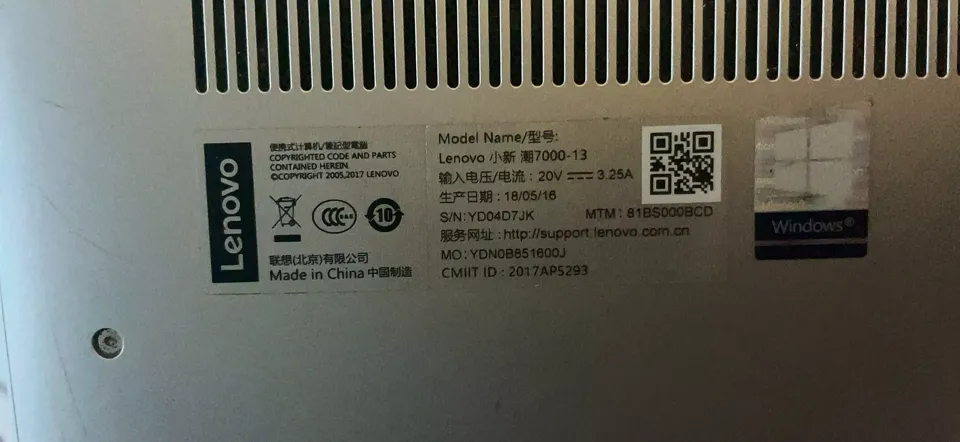 Lenovo
便携式计算机/筆記型電腦
COPYRIGHTED CODE AND PARTS
CONTAINED HEREIN.
©COPYRIGHT 2005,2017 LENOVO
CCC
S&E
10
联想(北京)有限公司
Made in China 中国制造
Model Name/型号:
Lenovo 小新 潮7000-13
输入电压/电流: 20V ⎓ 3.25A
生产日期: 18/05/16
S/N:YD04D7JK MTM: 81BS000BCD
服务网址:http://support.lenovo.com.cn
MO: YDN0B851600J
CMIIT ID : 2017AP5293
Windows®